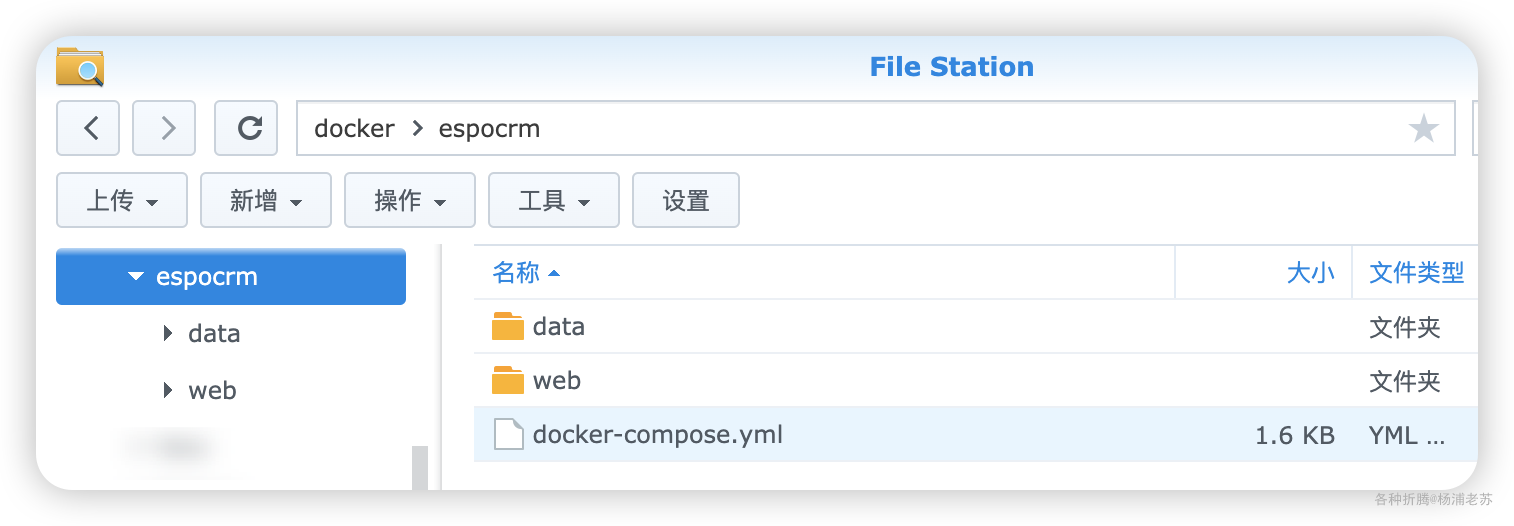 File Station
docker > espocrm
上传 新增 操作 工具 设置
espocrm
data
web
名称 大小 文件类型
data 文件夹
web 文件夹
docker-compose.yml 1.6 KB YML ...
各种折腾@杨浦老苏